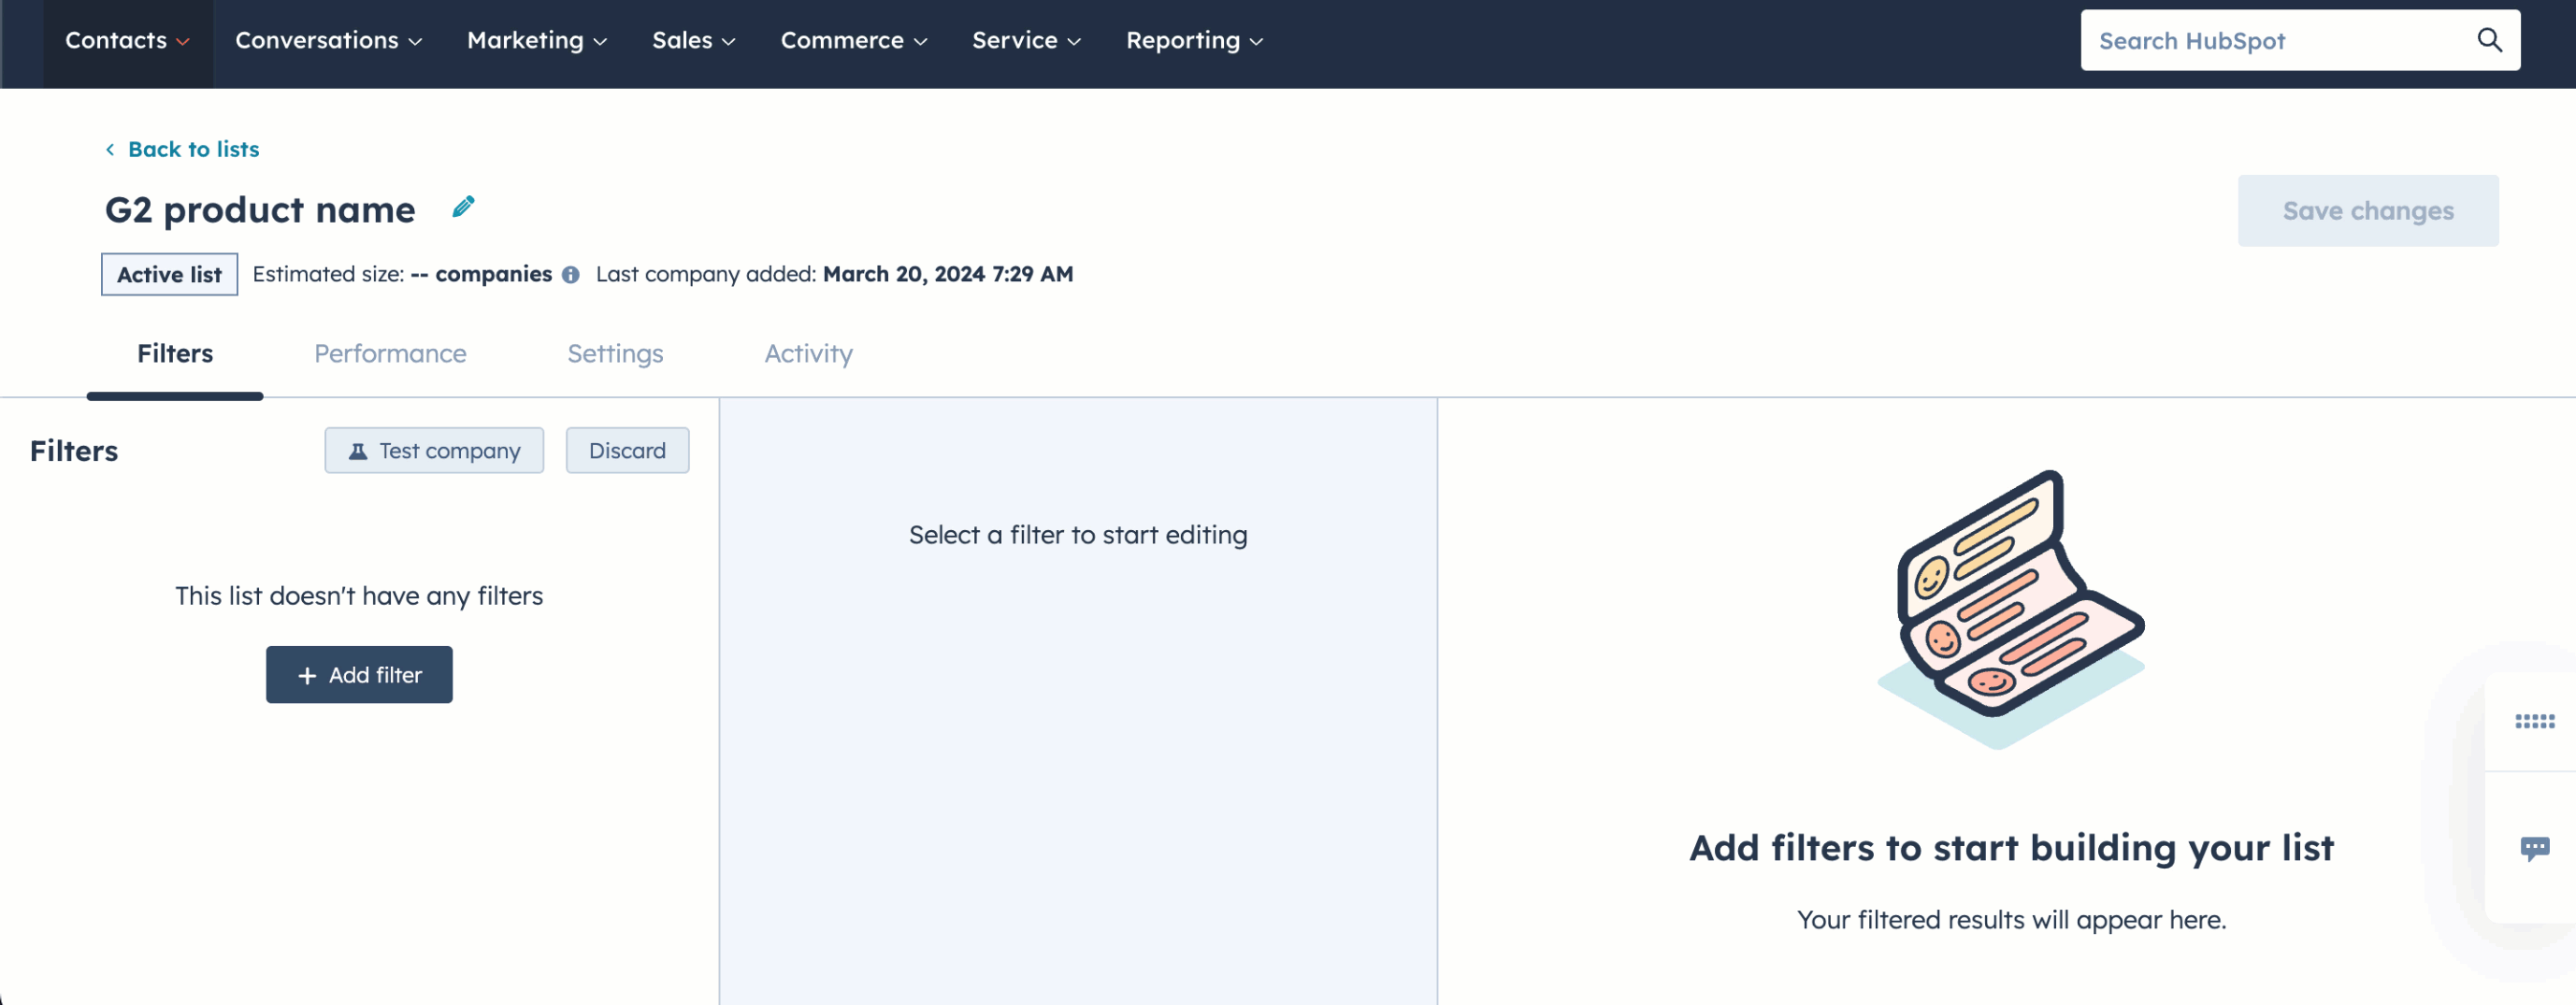 Contacts Conversations Marketing Sales Commerce Service Reporting Search HubSpot
Back to lists
G2 product name
Save changes
Active list Estimated size: -- companies Last company added: March 20, 2024 7:29 AM
Filters Performance Settings Activity
Filters Test company Discard
Select a filter to start editing
This list doesn't have any filters
+ Add filter
Add filters to start building your list
Your filtered results will appear here.